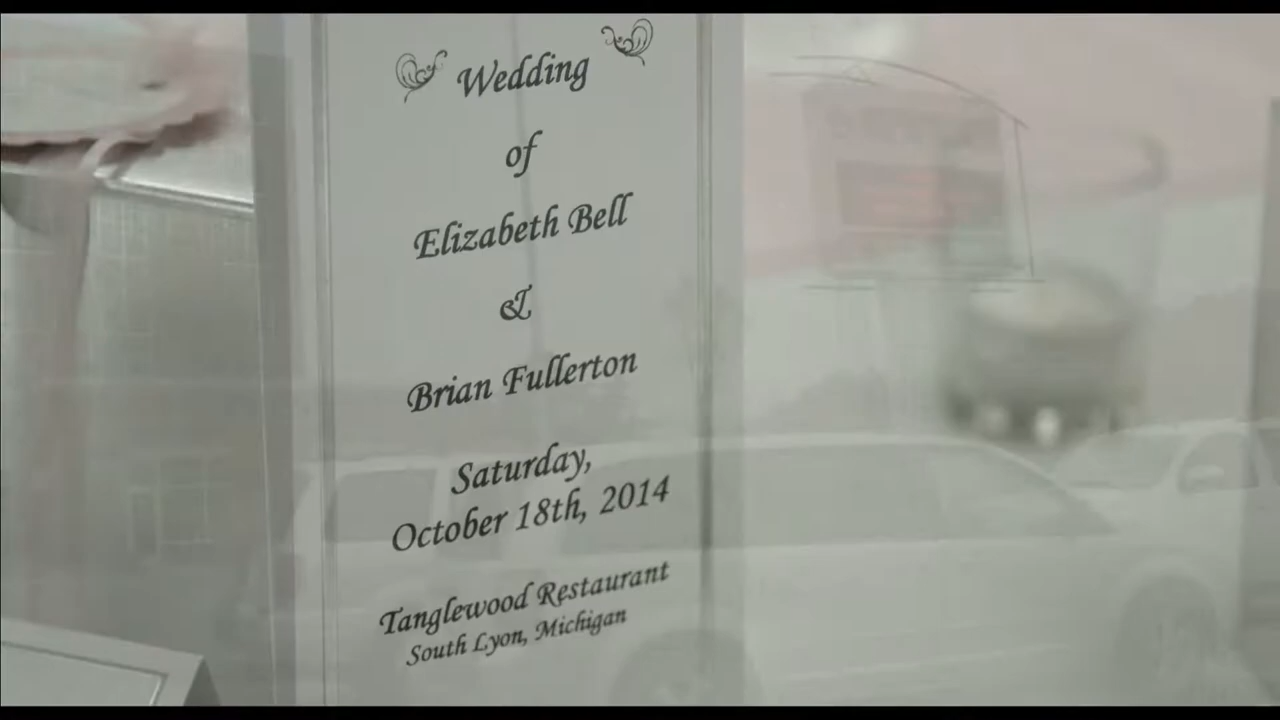 Wedding
of
Elizabeth Bell
&
Brian Fullerton
Saturday,
October 18th, 2014
Tanglewood Restaurant
South Lyon, Michigan